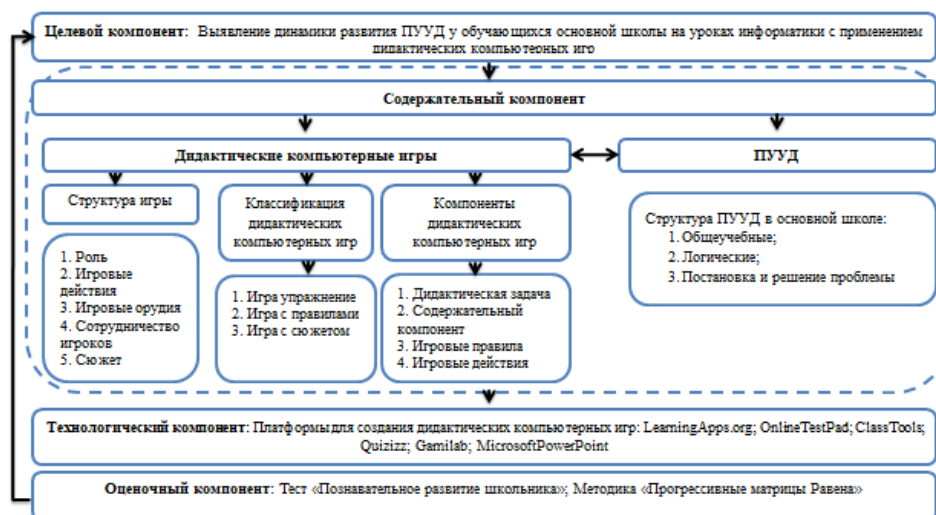 Целевой компонент: Выявление динамики развития ПУУД у обучающихся основной школы на уроках информатики с применением
дидактических компьютерных игр
Содержательный компонент
Дидактические компьютерные игры
ПУУД
Структура игры
1. Роль
2. Игровые
действия
3. Игровые орудия
4. Сотрудничество
игроков
5. Сюжет
Классификация
дидактических
компьютерных игр
1. Игра упражнение
2. Игра с правилами
3. Игра с сюжетом
Компоненты
дидактических
компьютерных игр
1. Дидактическая задача
2. Содержательный
компонент
3. Игровые правила
4. Игровые действия
Структура ПУУД в основной школе:
1. Общеучебные;
2. Логические;
3. Постановка и решение проблемы
Технологический компонент: Платформы для создания дидактических компьютерных игр: LearningApps.org; OnlineTestPad; ClassTools;
Quizizz; Gamilab; MicrosoftPowerPoint
Оценочный компонент: Тест «Познавательное развитие школьника»; Методика «Прогрессивные матрицы Равена»